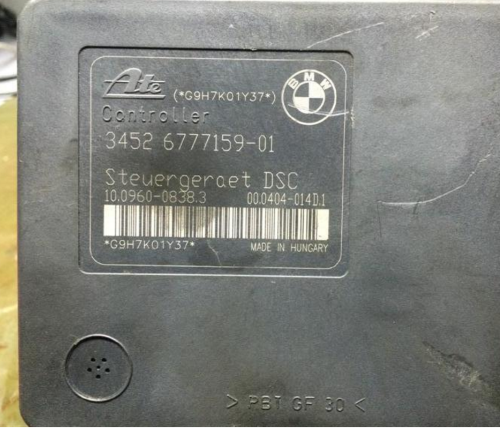 Ate (*G9H7K01Y37*) BMW
Controller
3452 6777159-01
Steuergeraet DSC
10.0960-0838.3 00.0404-014D.1
*G9H7K01Y37* MADE IN HUNGARY
> PBT GF 30 <